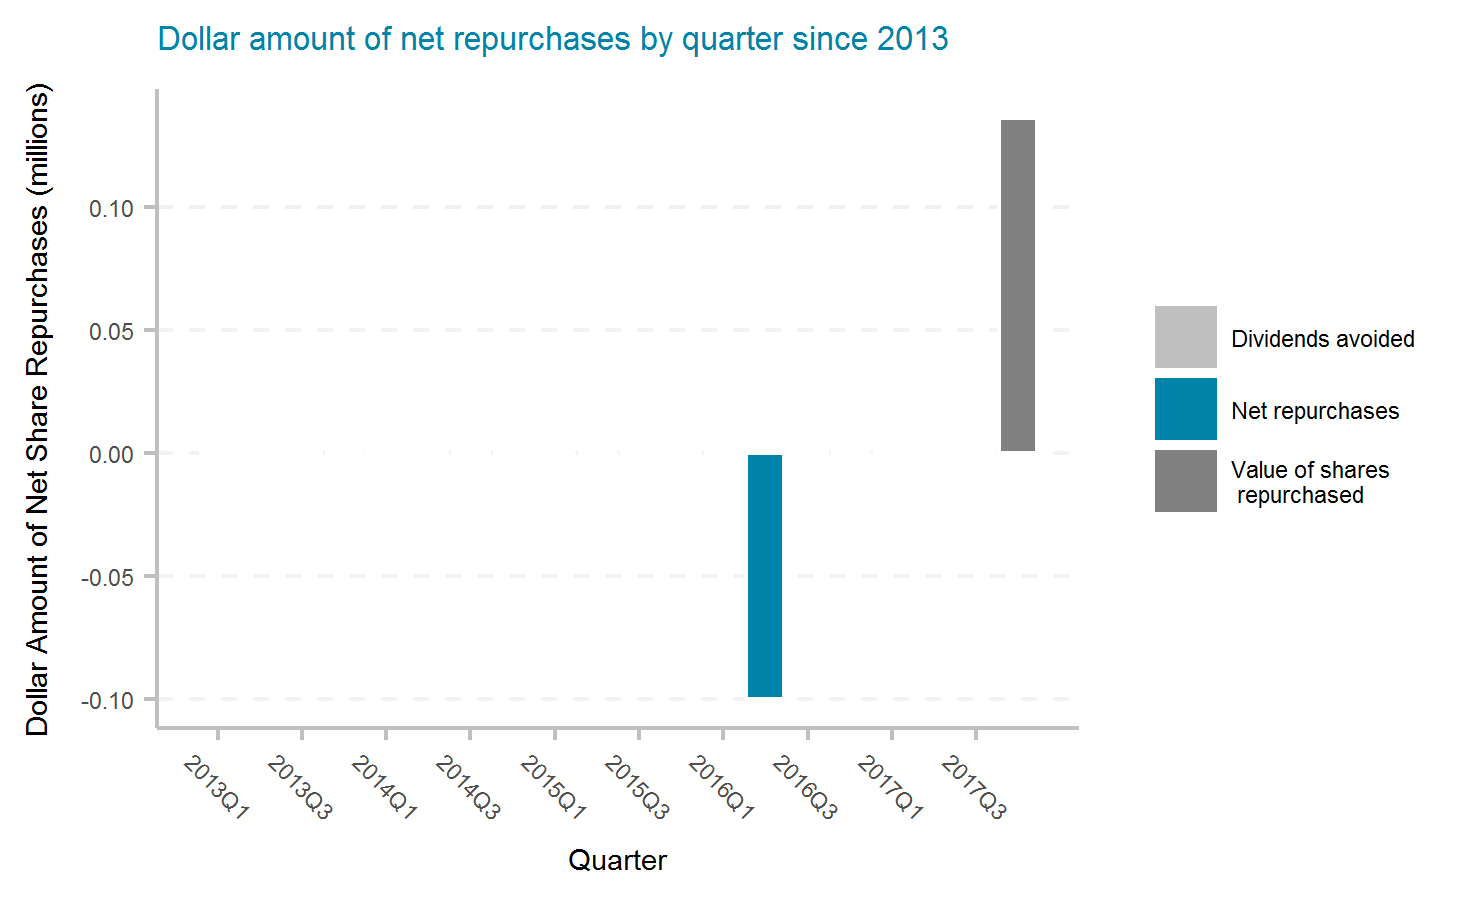 Dollar amount of net repurchases by quarter since 2013
Dollar Amount of Net Share Repurchases (millions)
0.10
0.05
0.00
-0.05
-0.10
2013Q1
2013Q3
2014Q1
2014Q3
2015Q1
2015Q3
2016Q1
2016Q3
2017Q1
2017Q3
Quarter
Dividends avoided
Net repurchases
Value of shares
repurchased